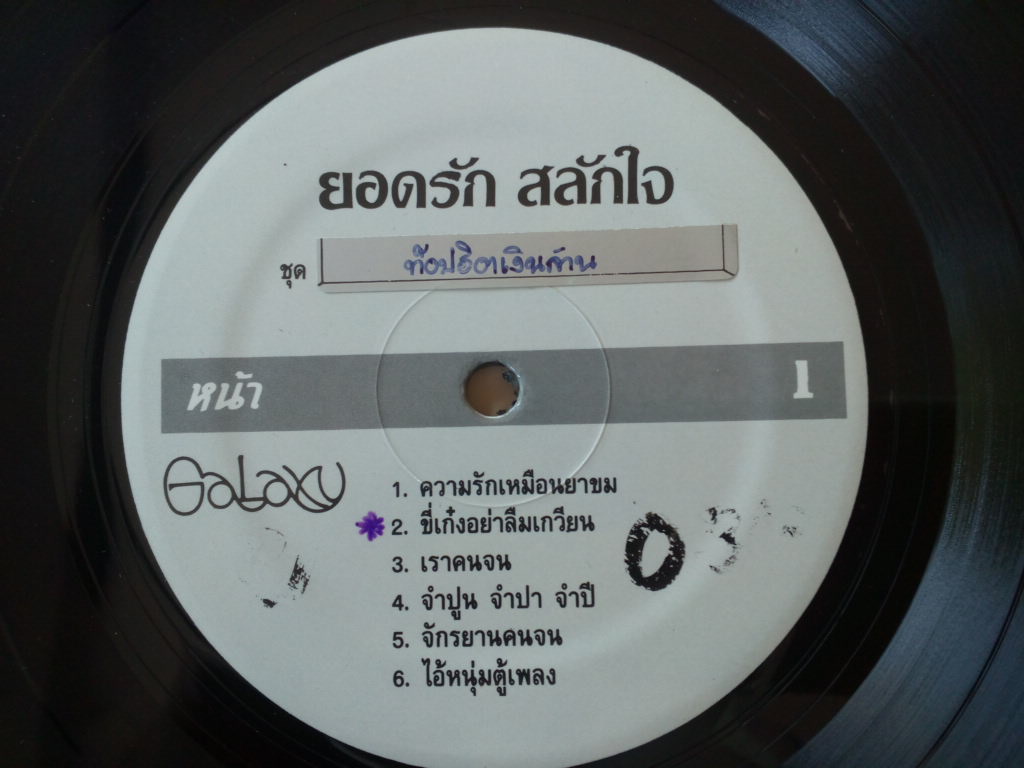 ยอดรัก สลักใจ
ชุด ท๊อปฮิตเงินล้าน
หน้า 1
GaLaxy
1. ความรักเหมือนยาขม
2. ขี่เก๋งอย่าลืมเกวียน
3. เราคนจน
4. จำปูน จำปา จำปี
5. จักรยานคนจน
6. ไอ้หนุ่มตู้เพลง
03